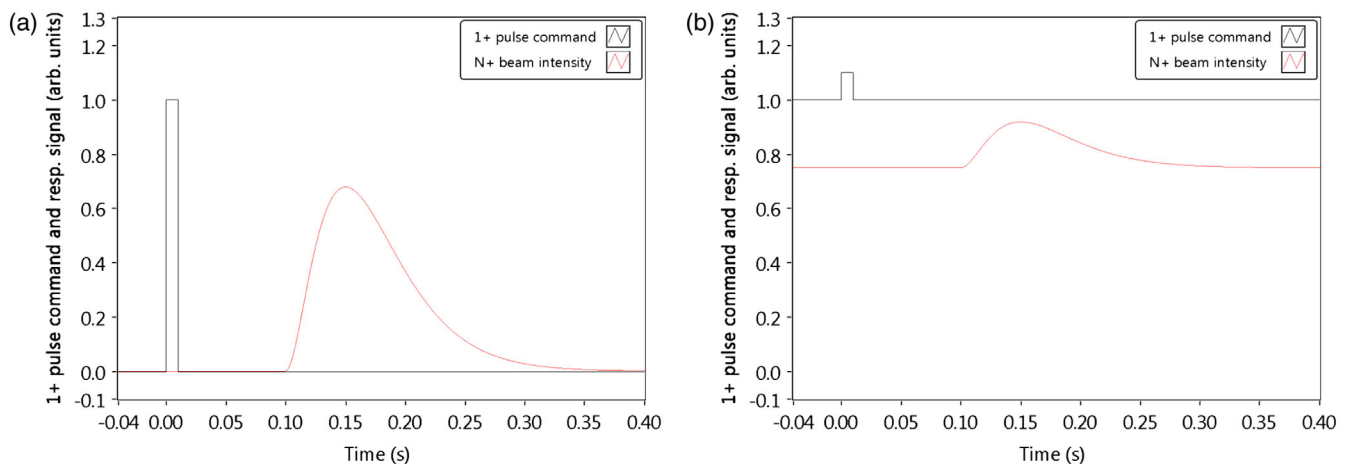 (a)
1+ pulse command and resp. signal (arb. units)
1.3
1.2
1.0
0.8
0.6
0.4
0.2
0.0
-0.1
1+ pulse command
N+ beam intensity
-0.04 0.00 0.05 0.10 0.15 0.20 0.25 0.30 0.35 0.40
Time (s)
(b)
1+ pulse command and resp. signal (arb. units)
1.3
1.2
1.0
0.8
0.6
0.4
0.2
0.0
-0.1
1+ pulse command
N+ beam intensity
-0.04 0.00 0.05 0.10 0.15 0.20 0.25 0.30 0.35 0.40
Time (s)